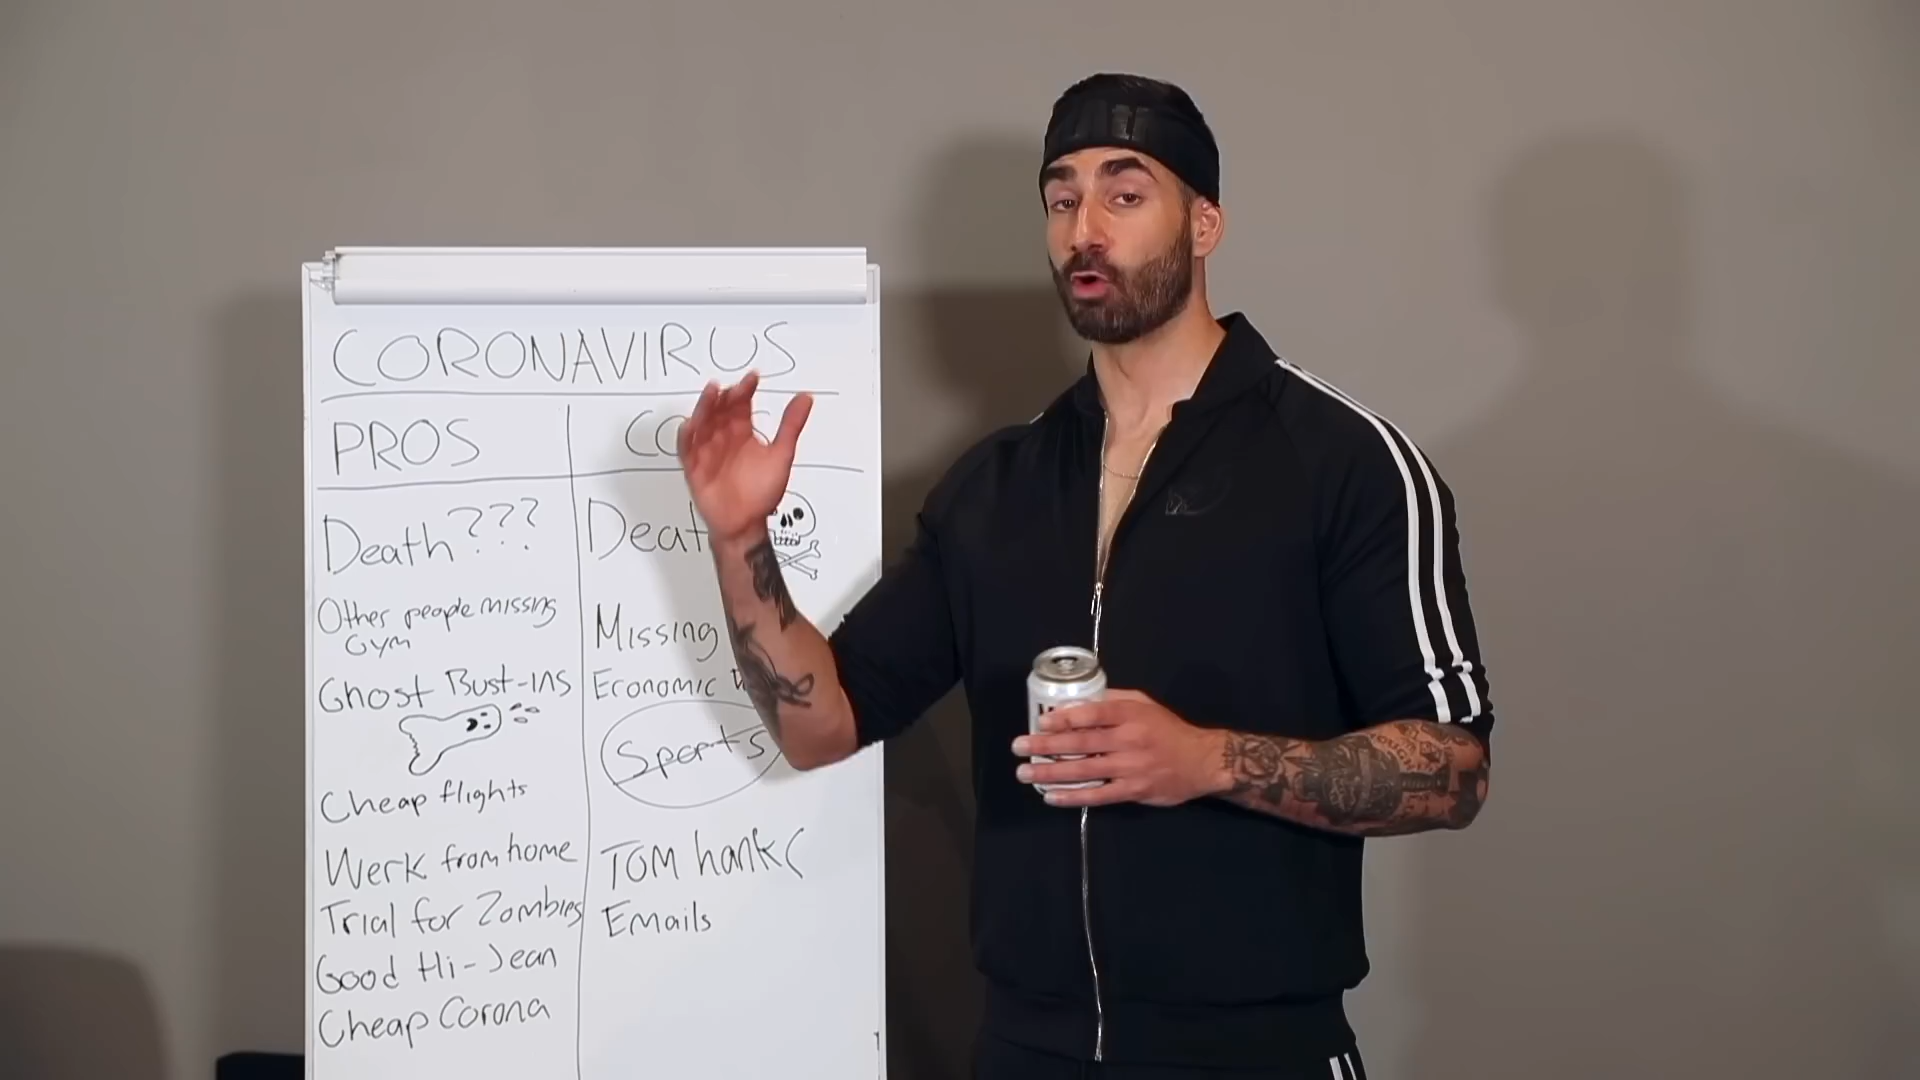 CORONAVIRUS
PROS
Death???
Other people missing
Gym
Ghost Bust-ins
Cheap flights
Werk from home
Trial for Zombies
Good Hi-Jean
Cheap Corona
Missing
Economic
Sports
Tom hank(
Emails